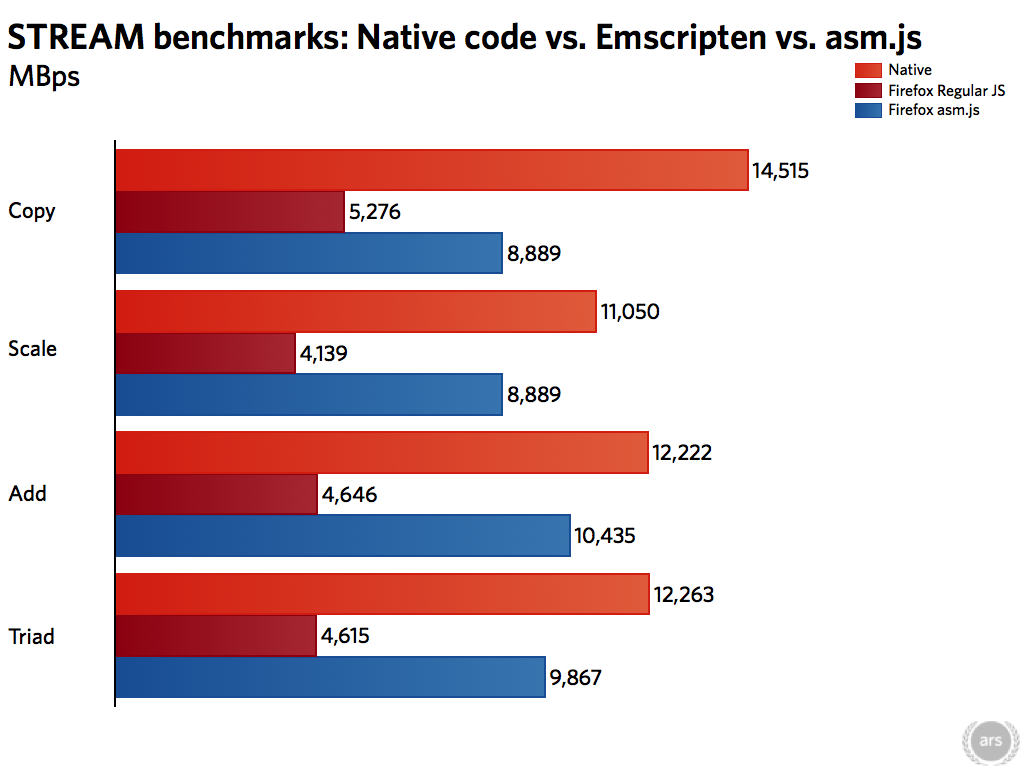 STREAM benchmarks: Native code vs. Emscripten vs. asm.js
MBps
Native
Firefox Regular JS
Firefox asm.js
Copy
14,515
5,276
8,889
Scale
11,050
4,139
8,889
Add
12,222
4,646
10,435
Triad
12,263
4,615
9,867
ars